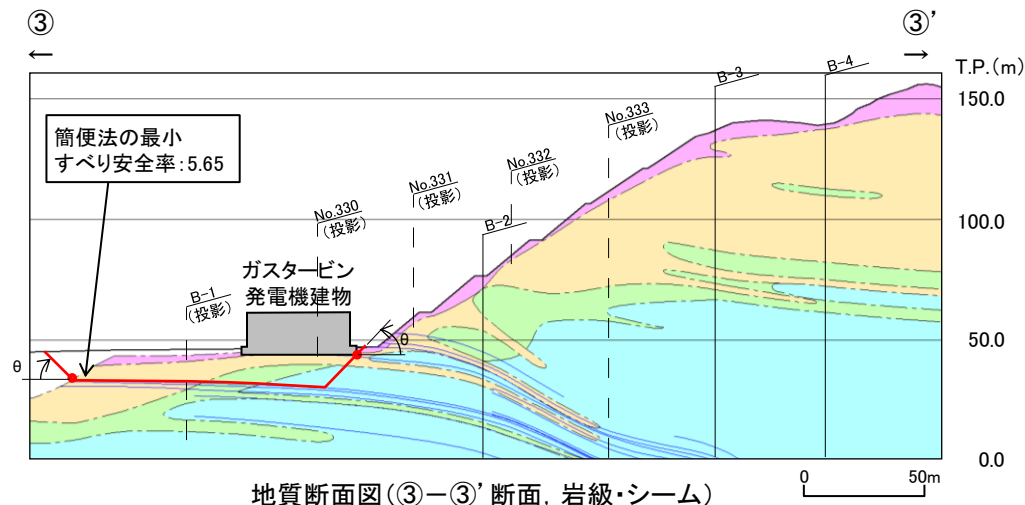 ③
③’
←
→
T.P.(m)
B-3
B-4
150.0
簡便法の最小
すべり安全率:5.65
No.333
(投影)
No.332
(投影)
No.331
(投影)
No.330
(投影)
B-2
100.0
ガスタービン
発電機建物
B-1
(投影)
θ
θ
50.0
0.0
地質断面図(③-③’断面,岩級・シーム)
0
50m